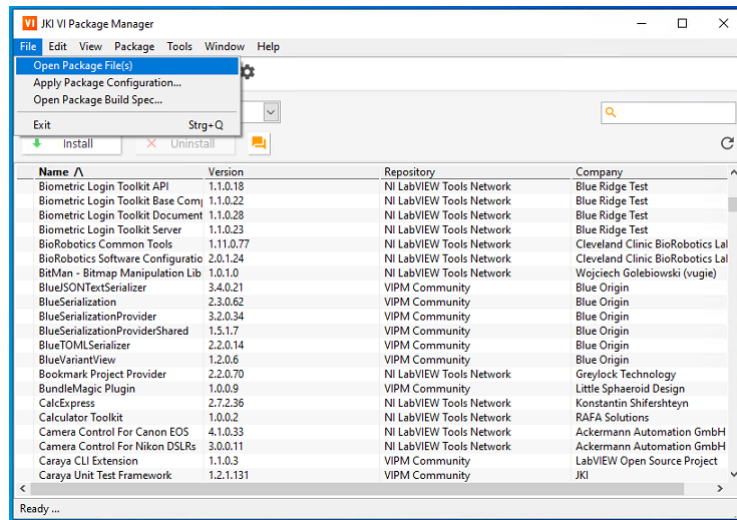 VI JKI VI Package Manager
File Edit View Package Tools Window Help
Open Package File(s)
Apply Package Configuration...
Open Package Build Spec...
Exit Strg+Q
Install Uninstall
Name Version Repository Company
Biometric Login Toolkit API 1.1.0.18 NI LabVIEW Tools Network Blue Ridge Test
Biometric Login Toolkit Base Com 1.1.0.22 NI LabVIEW Tools Network Blue Ridge Test
Biometric Login Toolkit Document 1.1.0.28 NI LabVIEW Tools Network Blue Ridge Test
Biometric Login Toolkit Server 1.1.0.23 NI LabVIEW Tools Network Blue Ridge Test
BioRobotics Common Tools 1.11.0.77 NI LabVIEW Tools Network Cleveland Clinic BioRobotics Lal
BioRobotics Software Configuratio 2.0.1.24 NI LabVIEW Tools Network Cleveland Clinic BioRobotics Lal
BitMan - Bitmap Manipulation Lib 1.0.1.0 NI LabVIEW Tools Network Wojciech Golebiowski (vugie)
BlueJSONTextSerializer 3.4.0.21 VIPM Community Blue Origin
BlueSerialization 2.3.0.62 VIPM Community Blue Origin
BlueSerializationProvider 3.2.0.34 VIPM Community Blue Origin
BlueSerializationProviderShared 1.5.1.7 VIPM Community Blue Origin
BlueTOMLSerializer 2.2.0.14 VIPM Community Blue Origin
BlueVariantView 1.2.0.6 VIPM Community Blue Origin
Bookmark Project Provider 2.2.0.70 NI LabVIEW Tools Network Greylock Technology
BundleMagic Plugin 1.0.0.9 VIPM Community Little Sphaeroid Design
CalcExpress 2.7.2.36 NI LabVIEW Tools Network Konstantin Shifershteyn
Calculator Toolkit 1.0.0.2 NI LabVIEW Tools Network RAFA Solutions
Camera Control For Canon EOS 4.1.0.33 NI LabVIEW Tools Network Ackermann Automation GmbH
Camera Control For Nikon DSLRs 3.0.0.11 NI LabVIEW Tools Network Ackermann Automation GmbH
Caraya CLI Extension 1.1.0.3 VIPM Community LabVIEW Open Source Project
Caraya Unit Test Framework 1.2.1.131 VIPM Community JKI
Ready ...